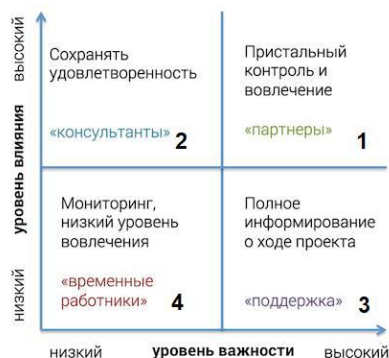 высокий
уровень влияния
низкий
Сохранять
удовлетворенность
«консультанты» 2
Пристальный
контроль и
вовлечение
«партнеры» 1
Мониторинг,
низкий уровень
вовлечения
«временные
работники» 4
Полное
информирование
о ходе проекта
«поддержка» 3
низкий уровень важности высокий